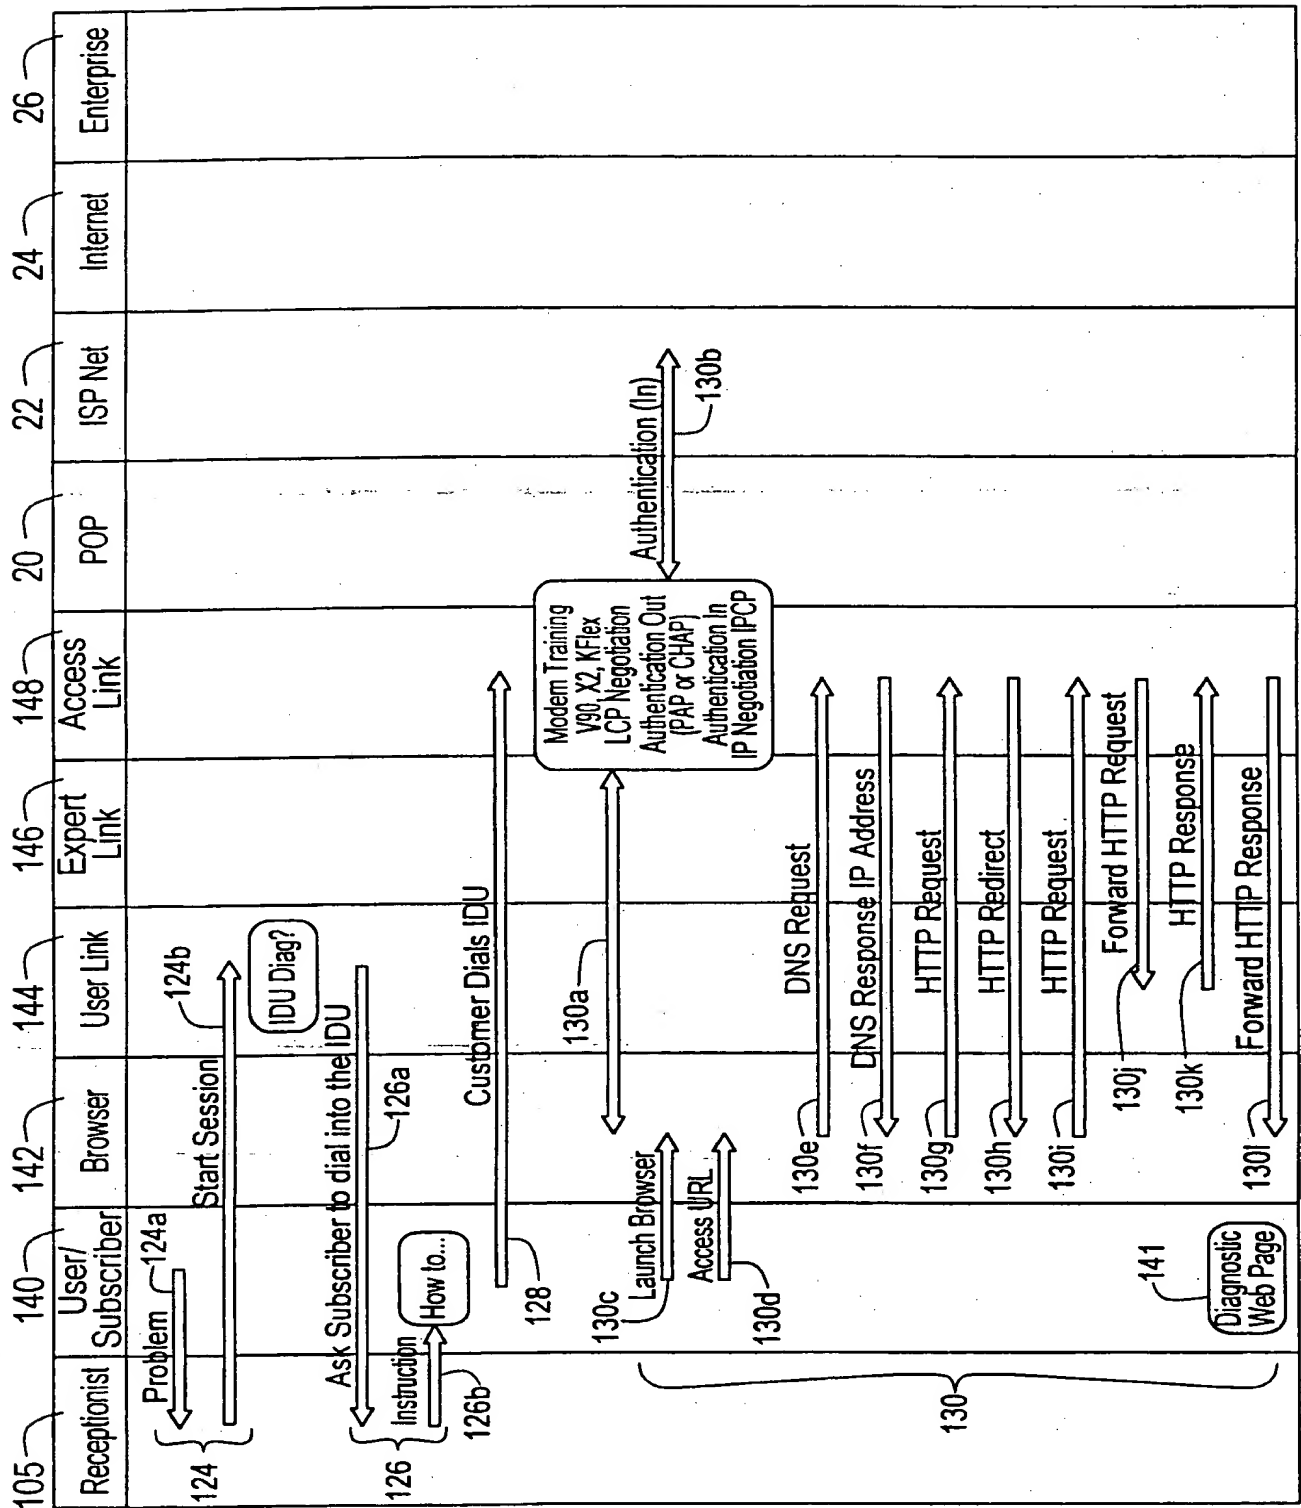 105
140
142
144
146
148
20
22
24
26
Receptionist
User/
Subscriber
Browser
User Link
Expert
Link
Access
Link
POP
ISP Net
Internet
Enterprise
124
Problem
124a
Start Session
124b
IDU Diag?
126
Ask Subscriber to dial into the IDU
126a
Instruction
126b
How to...
Customer Dials IDU
128
130a
Modem Training
V90, X2, KFlex
LCP Negotiation
Authentication Out
(PAP or CHAP)
Authentication In
IP Negotiation IPCP
Authentication (In)
130b
130
Launch Browser
130c
Access URL
130d
DNS Request
130e
DNS Response IP Address
130f
HTTP Request
130g
HTTP Redirect
130h
HTTP Request
130i
Forward HTTP Request
130j
HTTP Response
130k
Forward HTTP Response
130l
141
Diagnostic
Web Page